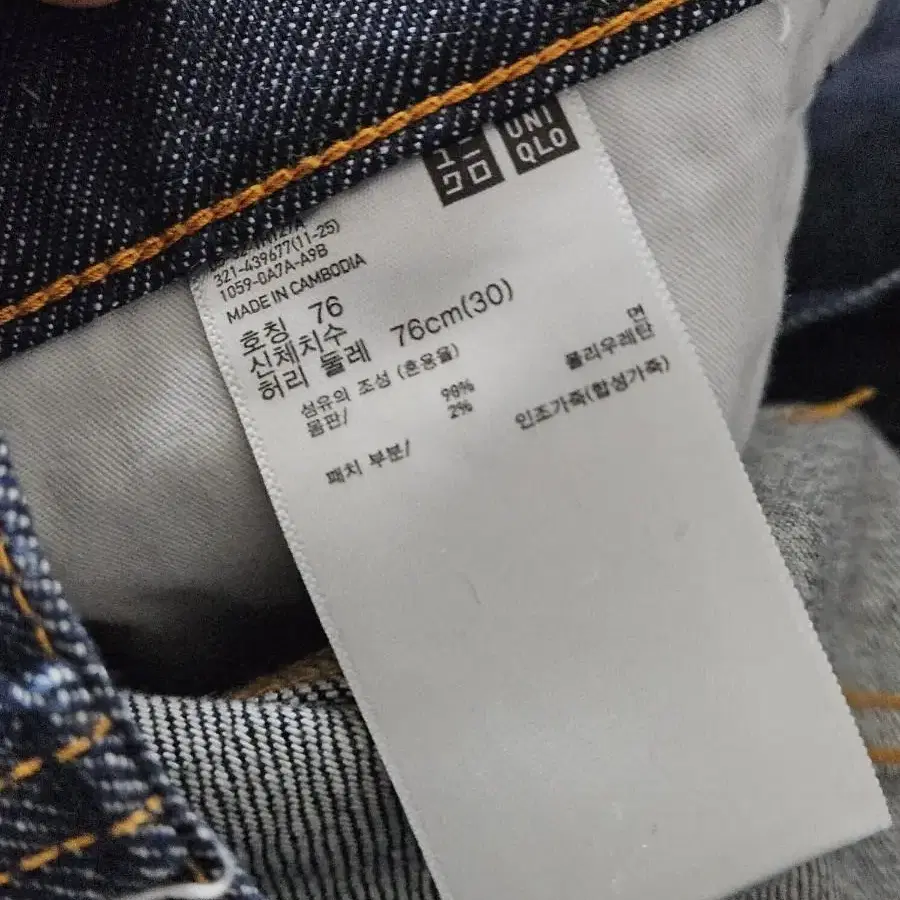 ユニ
クロ
UNI
QLO
321-439677(11-25)
1059-0A7A-A9B
MADE IN CAMBODIA
호칭 76
신체치수
허리 둘레 76cm(30)
섬유의 조성 (혼용율)
몸판/ 98% 면
2% 폴리우레탄
패치 부분/ 인조가죽(합성가죽)